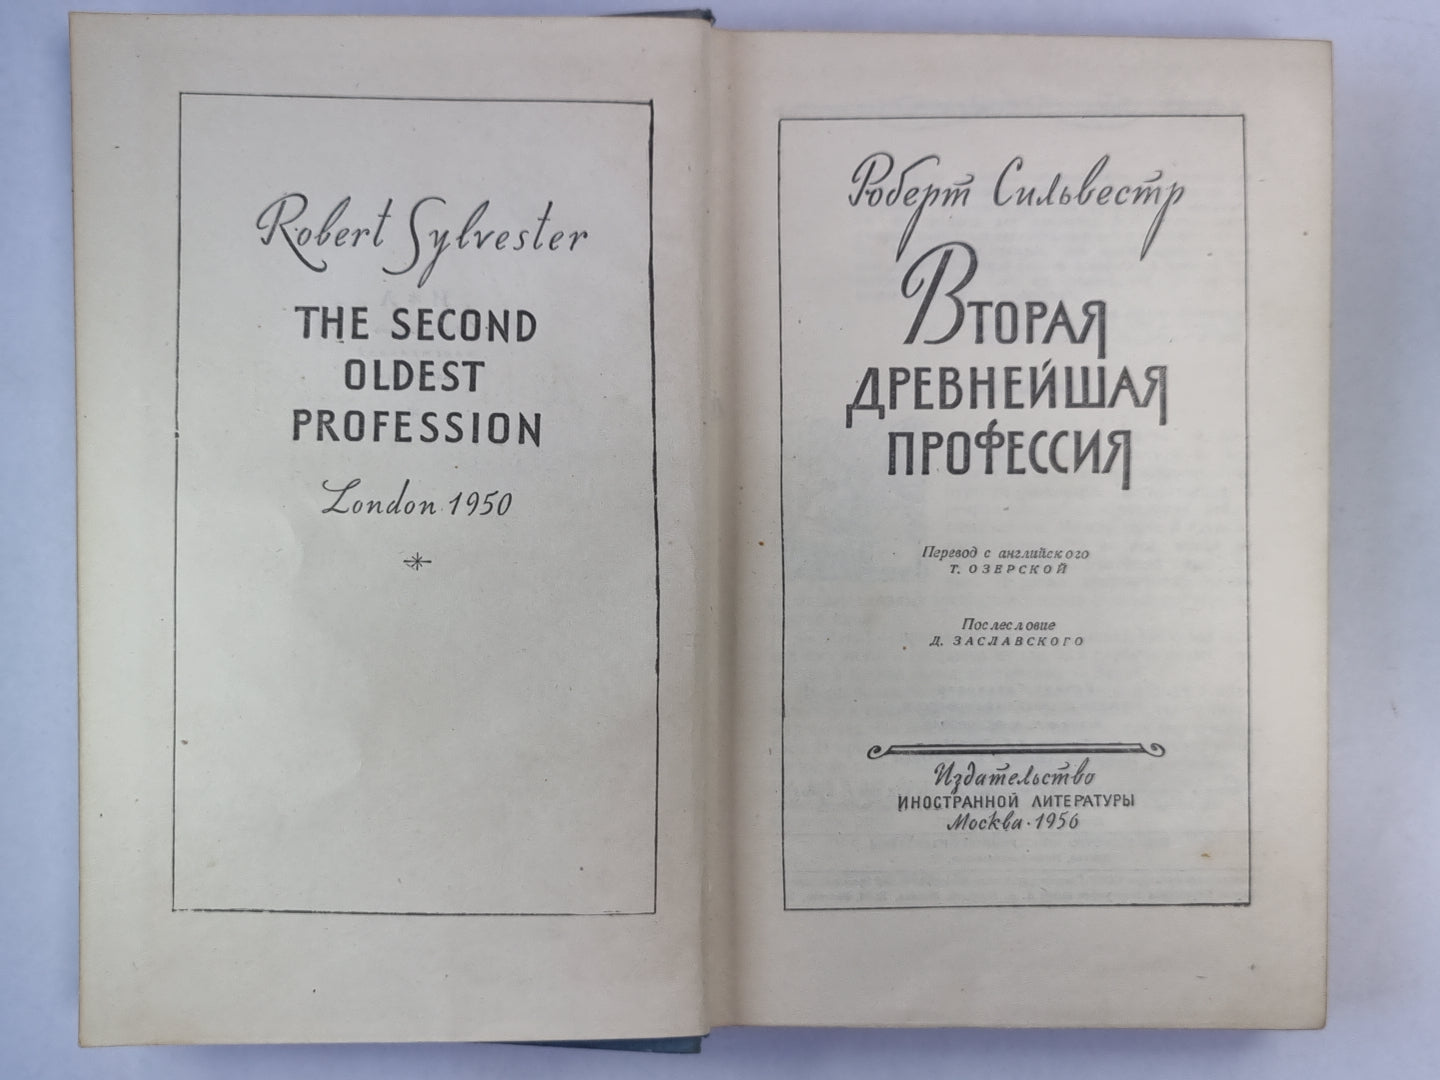 Robert Sylvester
THE SECOND
OLDEST
PROFESSION
London 1950
Роберт Сильвестр
ВТОРАЯ
ДРЕВНЕЙШАЯ
ПРОФЕССИЯ
Перевод с английского
Т. ОЗЕРСКОЙ
Послесловие
Д. ЗАСЛАВСКОГО
Издательство
ИНОСТРАННОЙ ЛИТЕРАТУРЫ
Москва · 1956